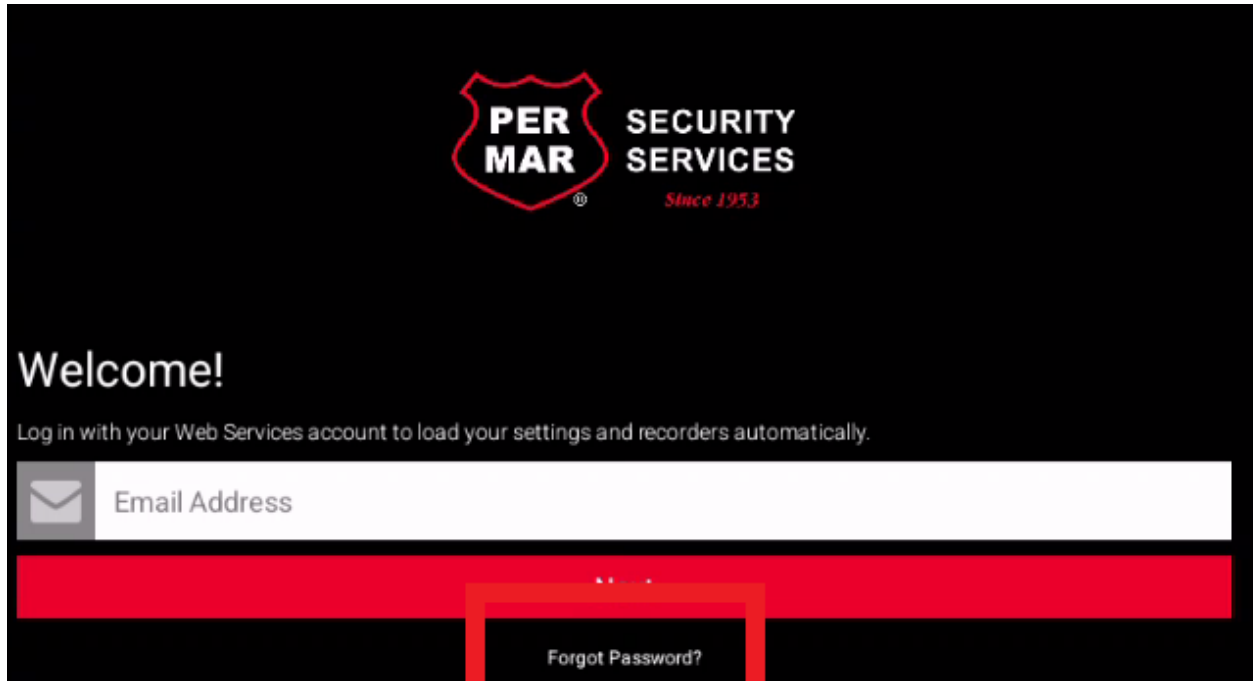 PER MAR
®
SECURITY
SERVICES
Since 1953
Welcome!
Log in with your Web Services account to load your settings and recorders automatically.
Email Address
Forgot Password?